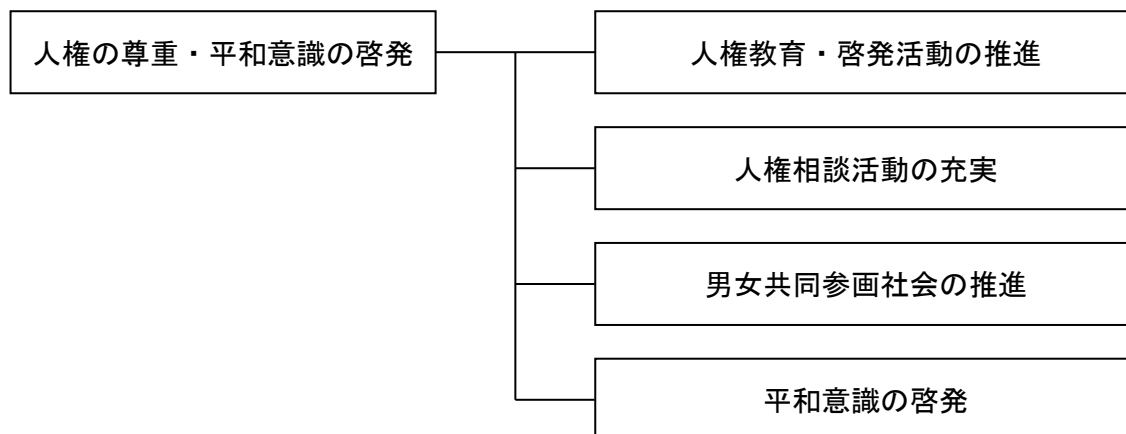 人権の尊重・平和意識の啓発
人権教育・啓発活動の推進
人権相談活動の充実
男女共同参画社会の推進
平和意識の啓発